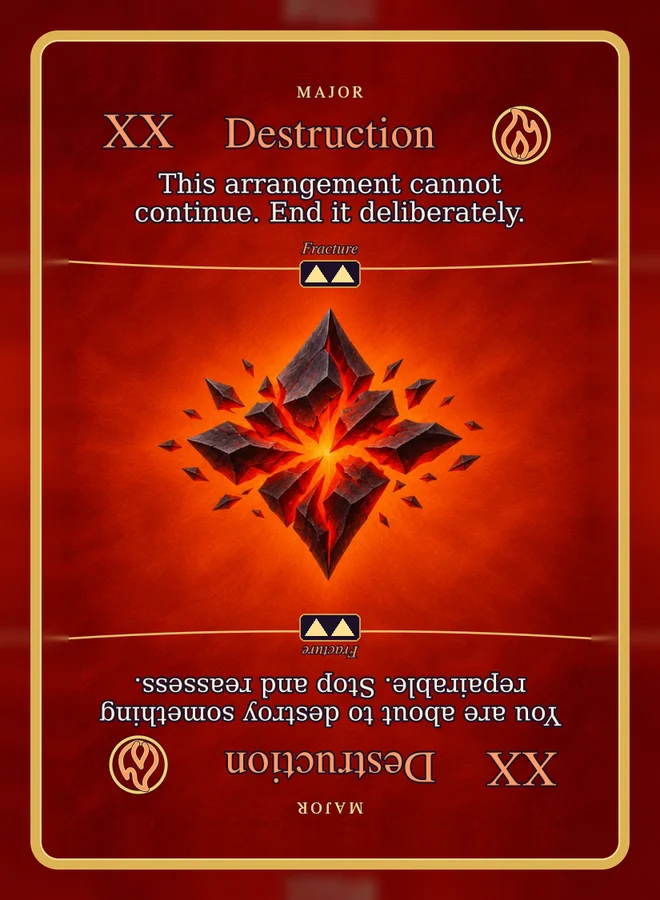 MAJOR
XX Destruction
This arrangement cannot
continue. End it deliberately.
Fracture
Fracture
You are about to destroy something
repairable. Stop and reassess.
XX Destruction
MAJOR